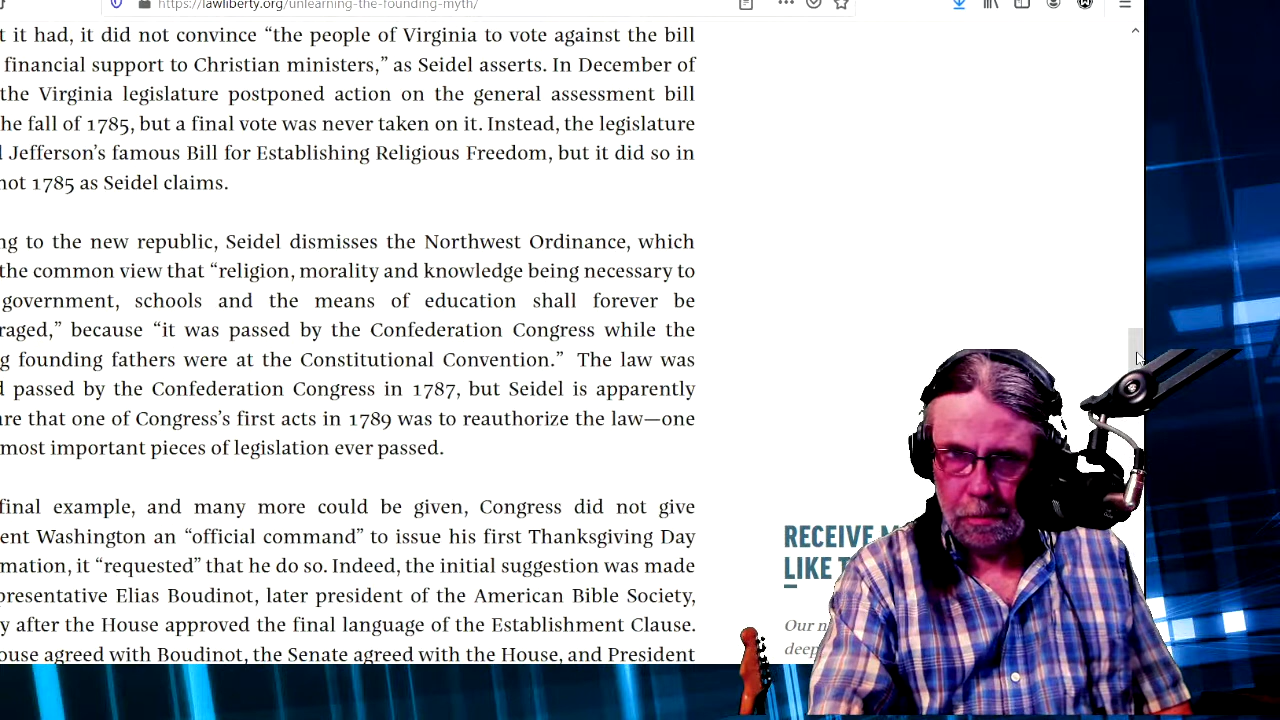 https://lawliberty.org/unlearning-the-founding-myth/
t it had, it did not convince “the people of Virginia to vote against the bill
financial support to Christian ministers,” as Seidel asserts. In December of
the Virginia legislature postponed action on the general assessment bill
he fall of 1785, but a final vote was never taken on it. Instead, the legislature
l Jefferson’s famous Bill for Establishing Religious Freedom, but it did so in
not 1785 as Seidel claims.
ng to the new republic, Seidel dismisses the Northwest Ordinance, which
the common view that “religion, morality and knowledge being necessary to
government, schools and the means of education shall forever be
raged,” because “it was passed by the Confederation Congress while the
g founding fathers were at the Constitutional Convention.” The law was
d passed by the Confederation Congress in 1787, but Seidel is apparently
re that one of Congress’s first acts in 1789 was to reauthorize the law—one
most important pieces of legislation ever passed.
final example, and many more could be given, Congress did not give
ent Washington an “official command” to issue his first Thanksgiving Day
mation, it “requested” that he do so. Indeed, the initial suggestion was made
presentative Elias Boudinot, later president of the American Bible Society,
y after the House approved the final language of the Establishment Clause.
ouse agreed with Boudinot, the Senate agreed with the House, and President
RECEIVE
LIKE
Our
deep